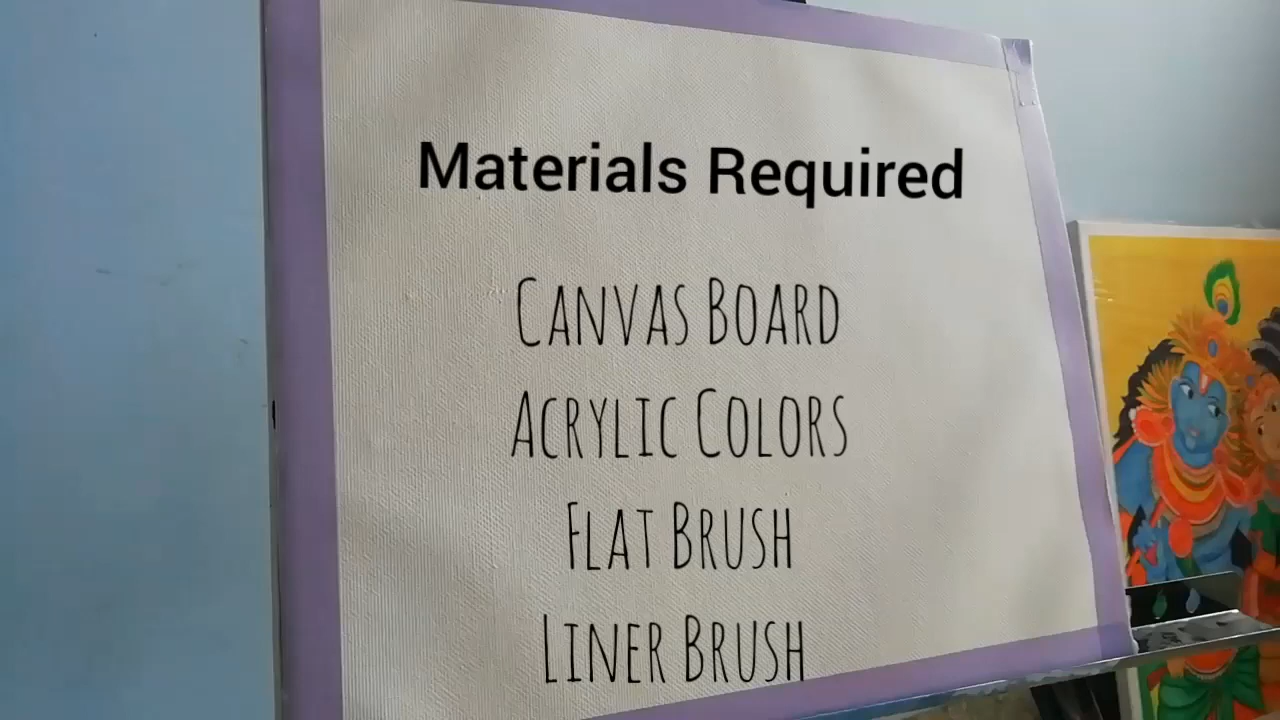 Materials Required
Canvas Board
Acrylic Colors
Flat Brush
Liner Brush